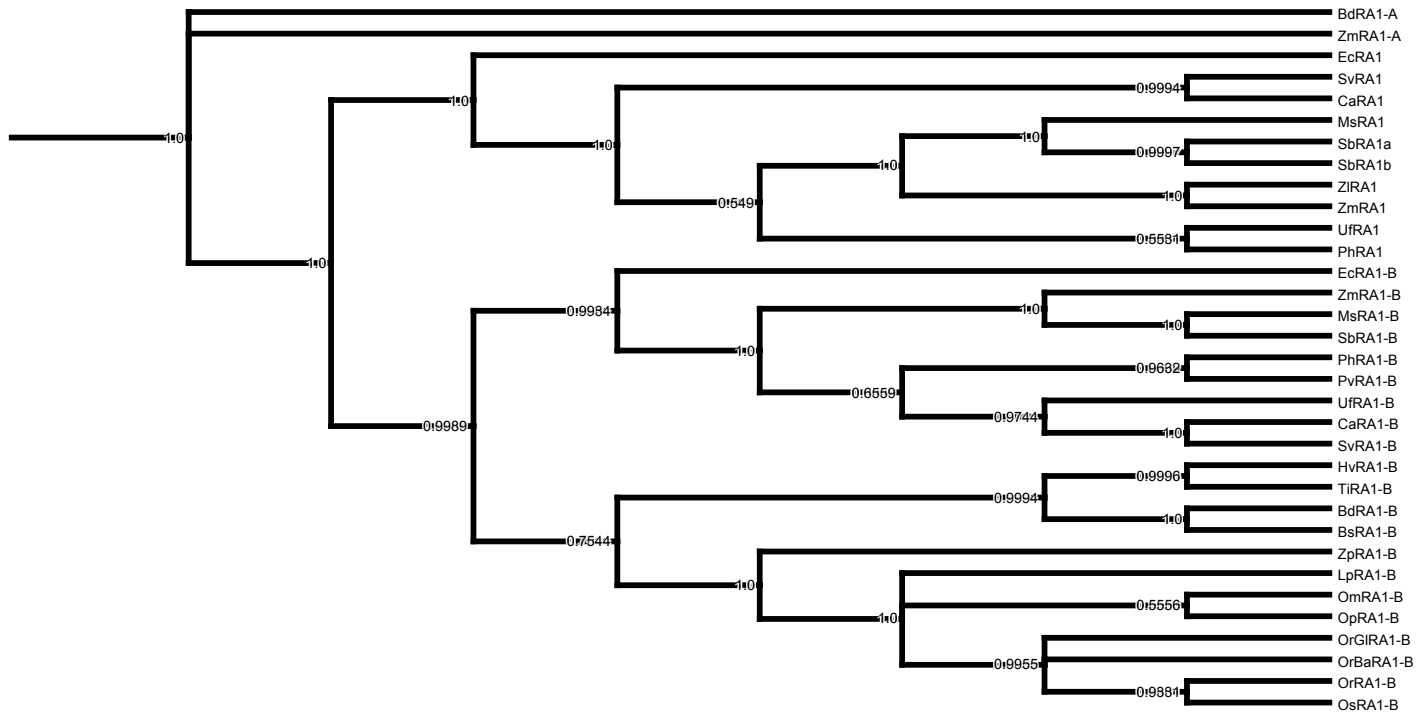 BdRA1-A
ZmRA1-A
1.0
EcRA1
1.0
SvRA1
0.9994
CaRA1
MsRA1
1.0
1.0
SbRA1a
0.9997
SbRA1b
1.0
ZlRA1
1.0
ZmRA1
0.549
UfRA1
0.5531
PhRA1
1.0
EcRA1-B
ZmRA1-B
0.9984
1.0
MsRA1-B
1.0
SbRA1-B
1.0
PhRA1-B
PvRA1-B
0.6559
UfRA1-B
0.9744
CaRA1-B
1.0
SvRA1-B
0.9989
HvRA1-B
0.9996
TiRA1-B
0.9994
BdRA1-B
1.0
BsRA1-B
0.7544
ZpRA1-B
1.0
LpRA1-B
OmRA1-B
0.5556
OpRA1-B
1.0
OrGlRA1-B
OrBaRA1-B
0.9955
OrRA1-B
OsRA1-B